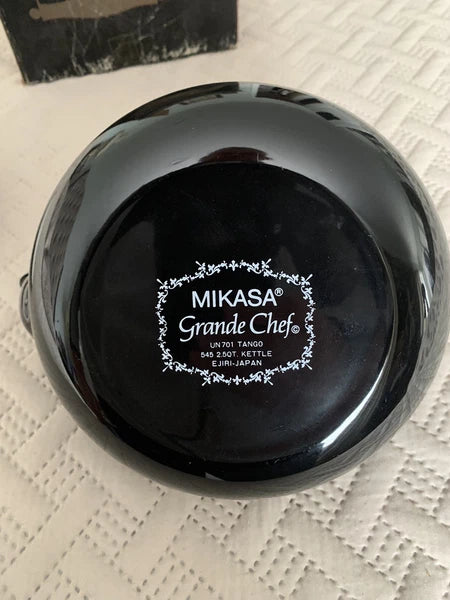 MIKASA®
Grande Chef©
UN701 TANGO
545 2.5QT. KETTLE
EJIRI-JAPAN